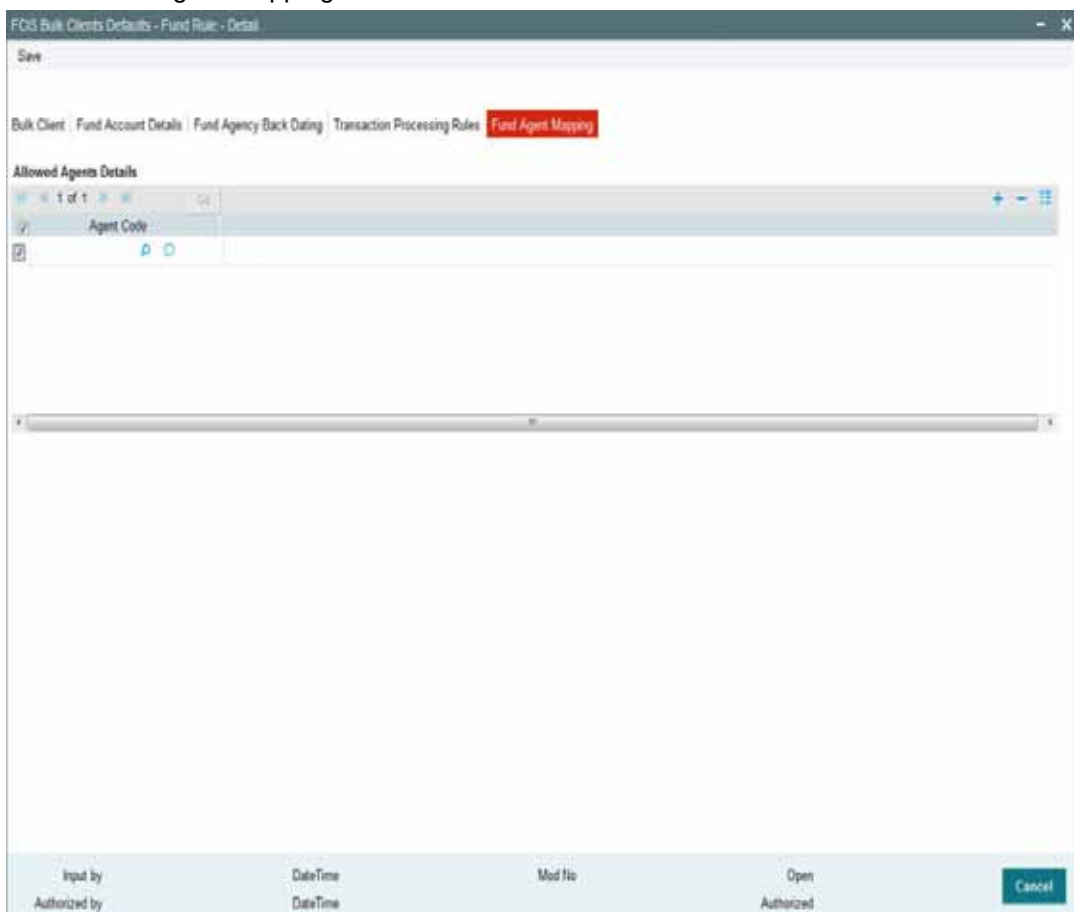 FCIS Bulk Clients Defaults - Fund Rule - Detail
Save
Bulk Client Fund Account Details Fund Agency Back Dating Transaction Processing Rules Fund Agent Mapping
Allowed Agents Details
1 of 1 Go
Agent Code
Input by DateTime Mod No Open Cancel
Authorized by DateTime Authorized